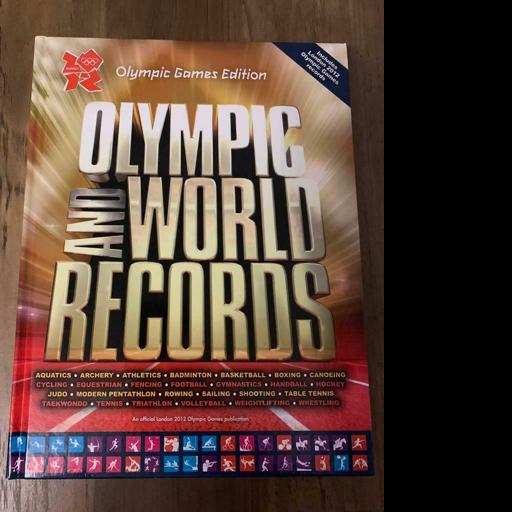 Olympic Games Edition
Includes
London 2012
Olympic Games
records
OLYMPIC
AND WORLD
RECORDS
AQUATICS • ARCHERY • ATHLETICS • BADMINTON • BASKETBALL • BOXING • CANOEING
CYCLING • EQUESTRIAN • FENCING • FOOTBALL • GYMNASTICS • HANDBALL • HOCKEY
JUDO • MODERN PENTATHLON • ROWING • SAILING • SHOOTING • TABLE TENNIS
TAEKWONDO • TENNIS • TRIATHLON • VOLLEYBALL • WEIGHTLIFTING • WRESTLING
An official London 2012 Olympic Games publication.